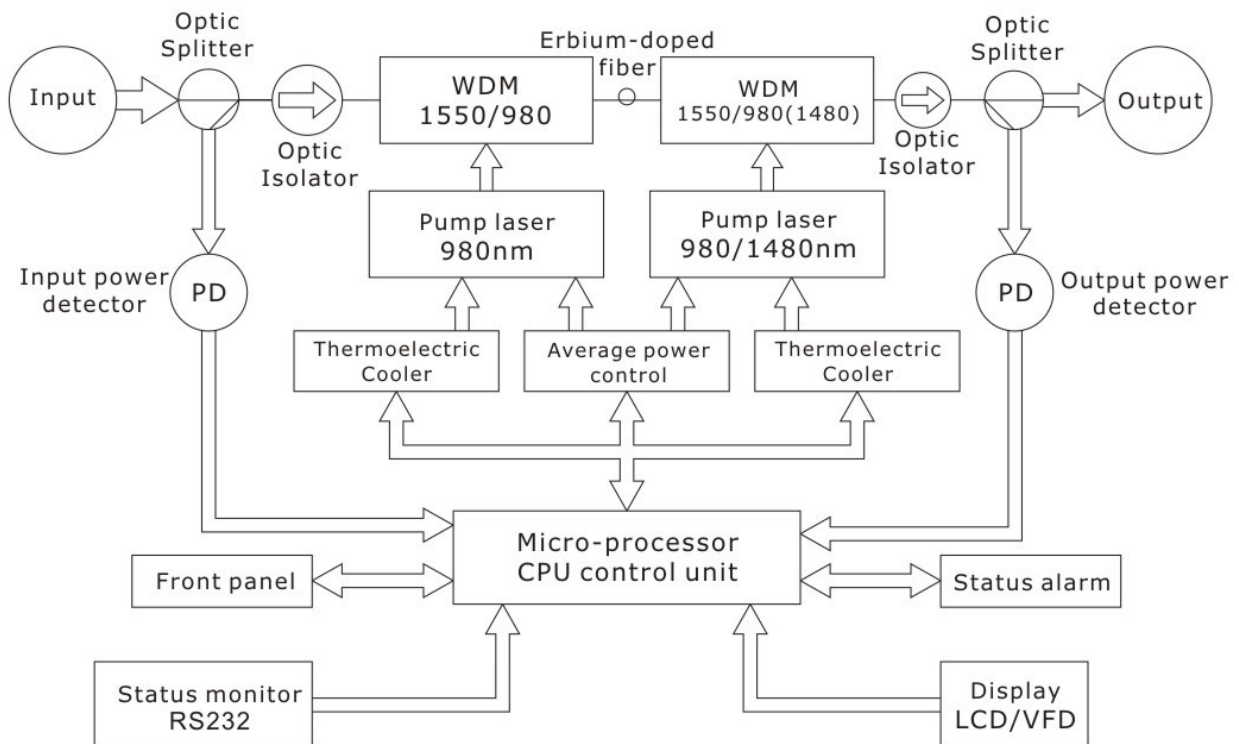 Optic
Splitter
Input
Optic
Isolator
WDM
1550/980
Erbium-doped
fiber
WDM
1550/980(1480)
Optic
Isolator
Optic
Splitter
Output
Pump laser
980nm
Pump laser
980/1480nm
Input power
detector
PD
PD
Output power
detector
Thermoelectric
Cooler
Average power
control
Thermoelectric
Cooler
Micro-processor
CPU control unit
Front panel
Status alarm
Status monitor
RS232
Display
LCD/VFD